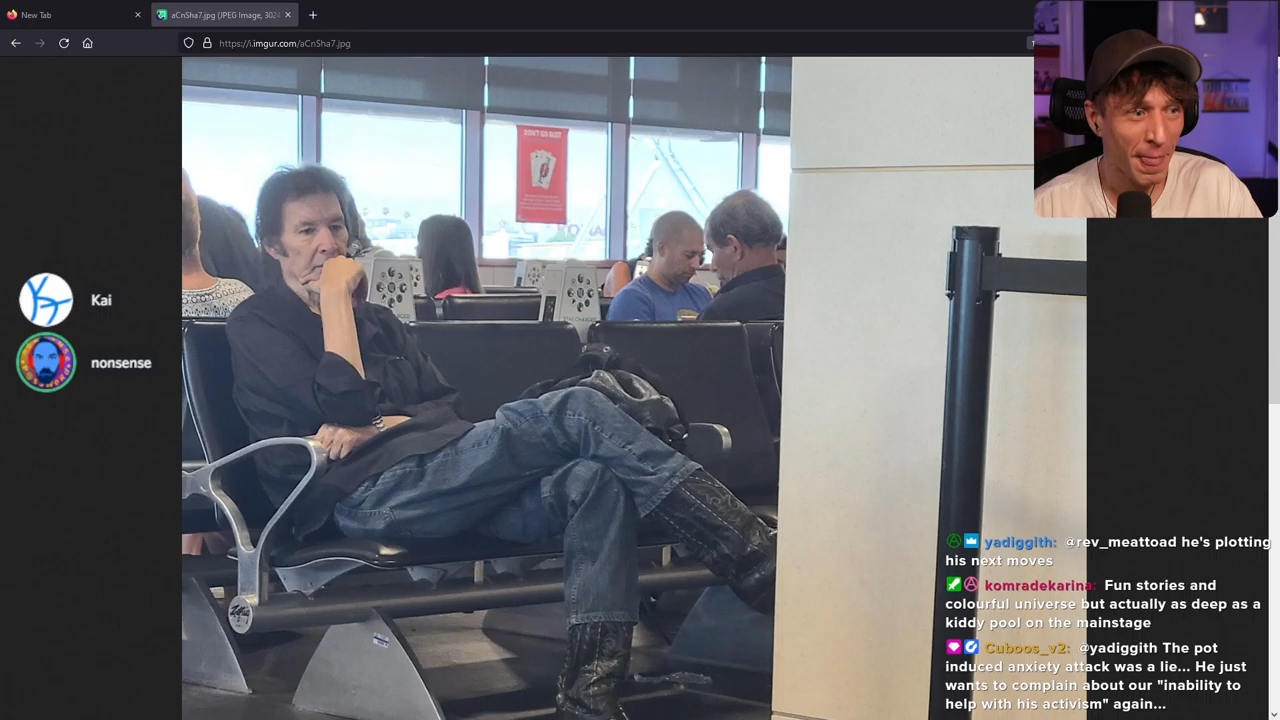 New Tab
aCnSha7.jpg (JPEG Image, 3024
https://i.imgur.com/aCnSha7.jpg
DON'T GO BUST
Kai
nonsense
yadiggith: @rev_meattoad he's plotting
his next moves
komradekarina: Fun stories and
colourful universe but actually as deep as a
kiddy pool on the mainstage
Cuboos_v2: @yadiggith The pot
induced anxiety attack was a lie... He just
wants to complain about our "inability to
help with his activism" again...